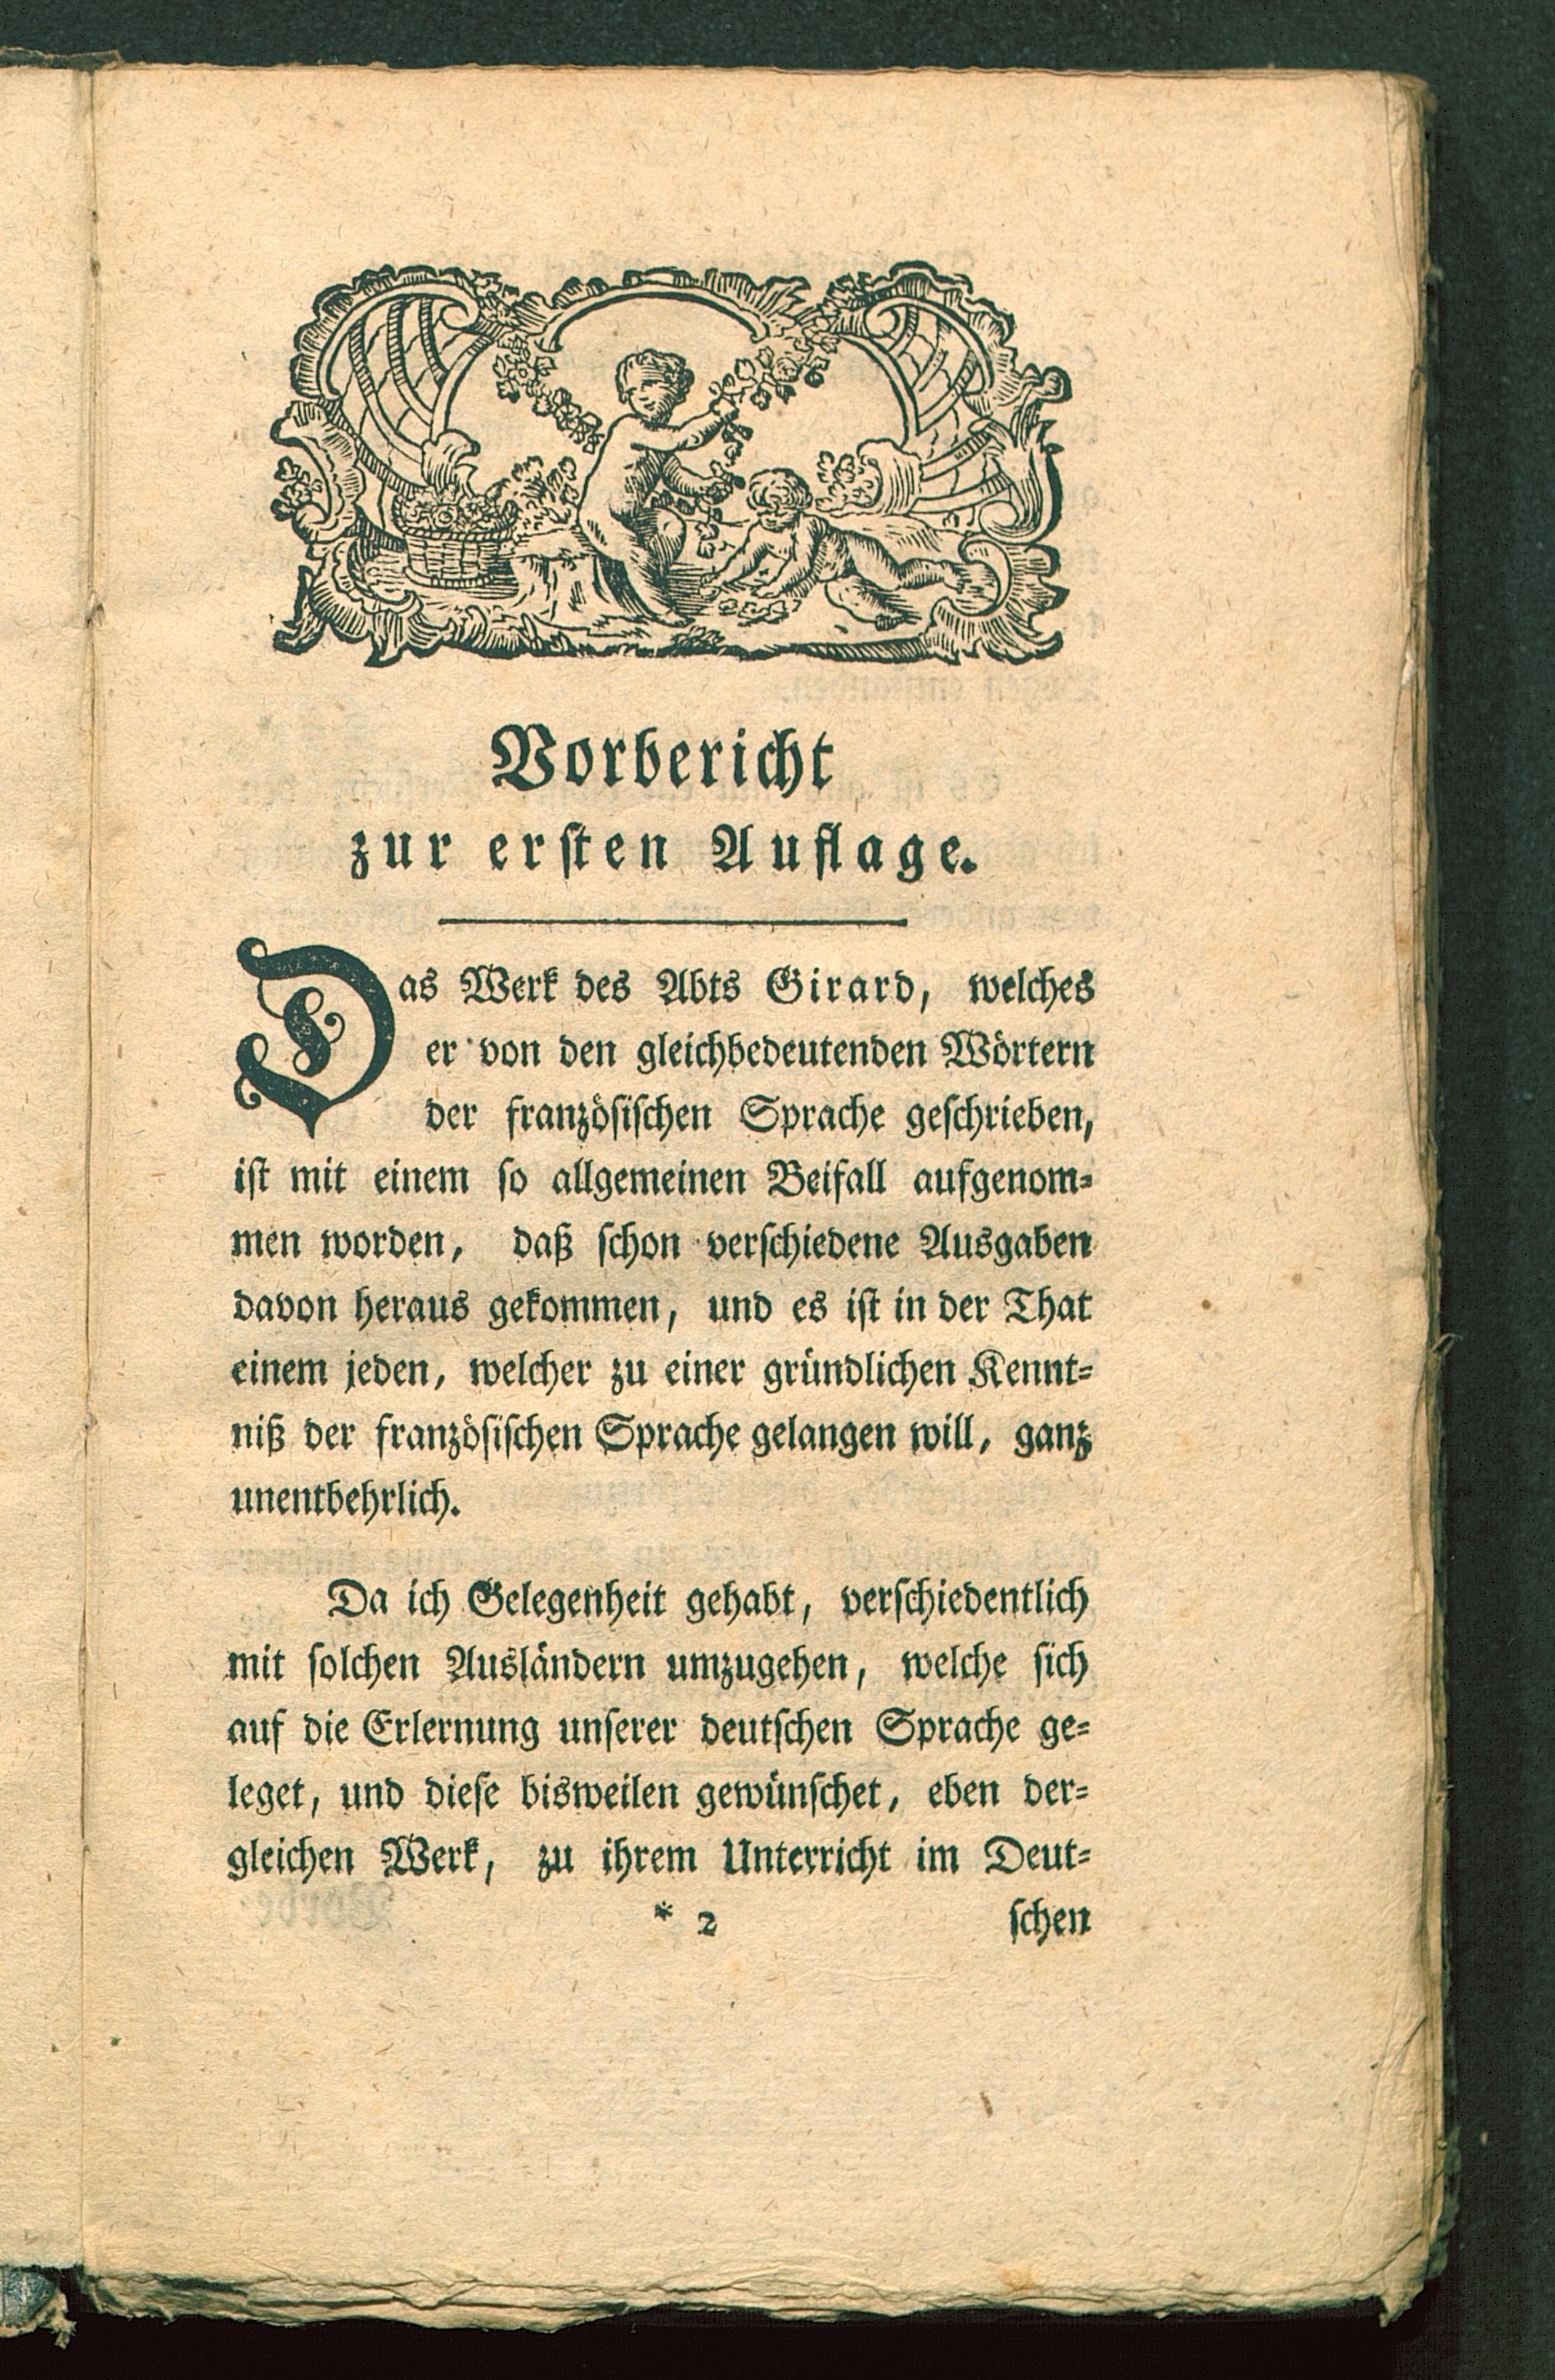 Vorbericht
zur ersten Auflage.
Das Werk des Abts Girard, welches
er von den gleichbedeutenden Wörtern
der französischen Sprache geschrieben,
ist mit einem so allgemeinen Beifall aufgenom-
men worden, daß schon verschiedene Ausgaben
davon heraus gekommen, und es ist in der That
einem jeden, welcher zu einer gründlichen Kennt-
niß der französischen Sprache gelangen will, ganz
unentbehrlich.
Da ich Gelegenheit gehabt, verschiedentlich
mit solchen Ausländern umzugehen, welche sich
auf die Erlernung unserer deutschen Sprache ge-
leget, und diese bisweilen gewünschet, eben der-
gleichen Werk, zu ihrem Unterricht im Deut-
* 2 schen